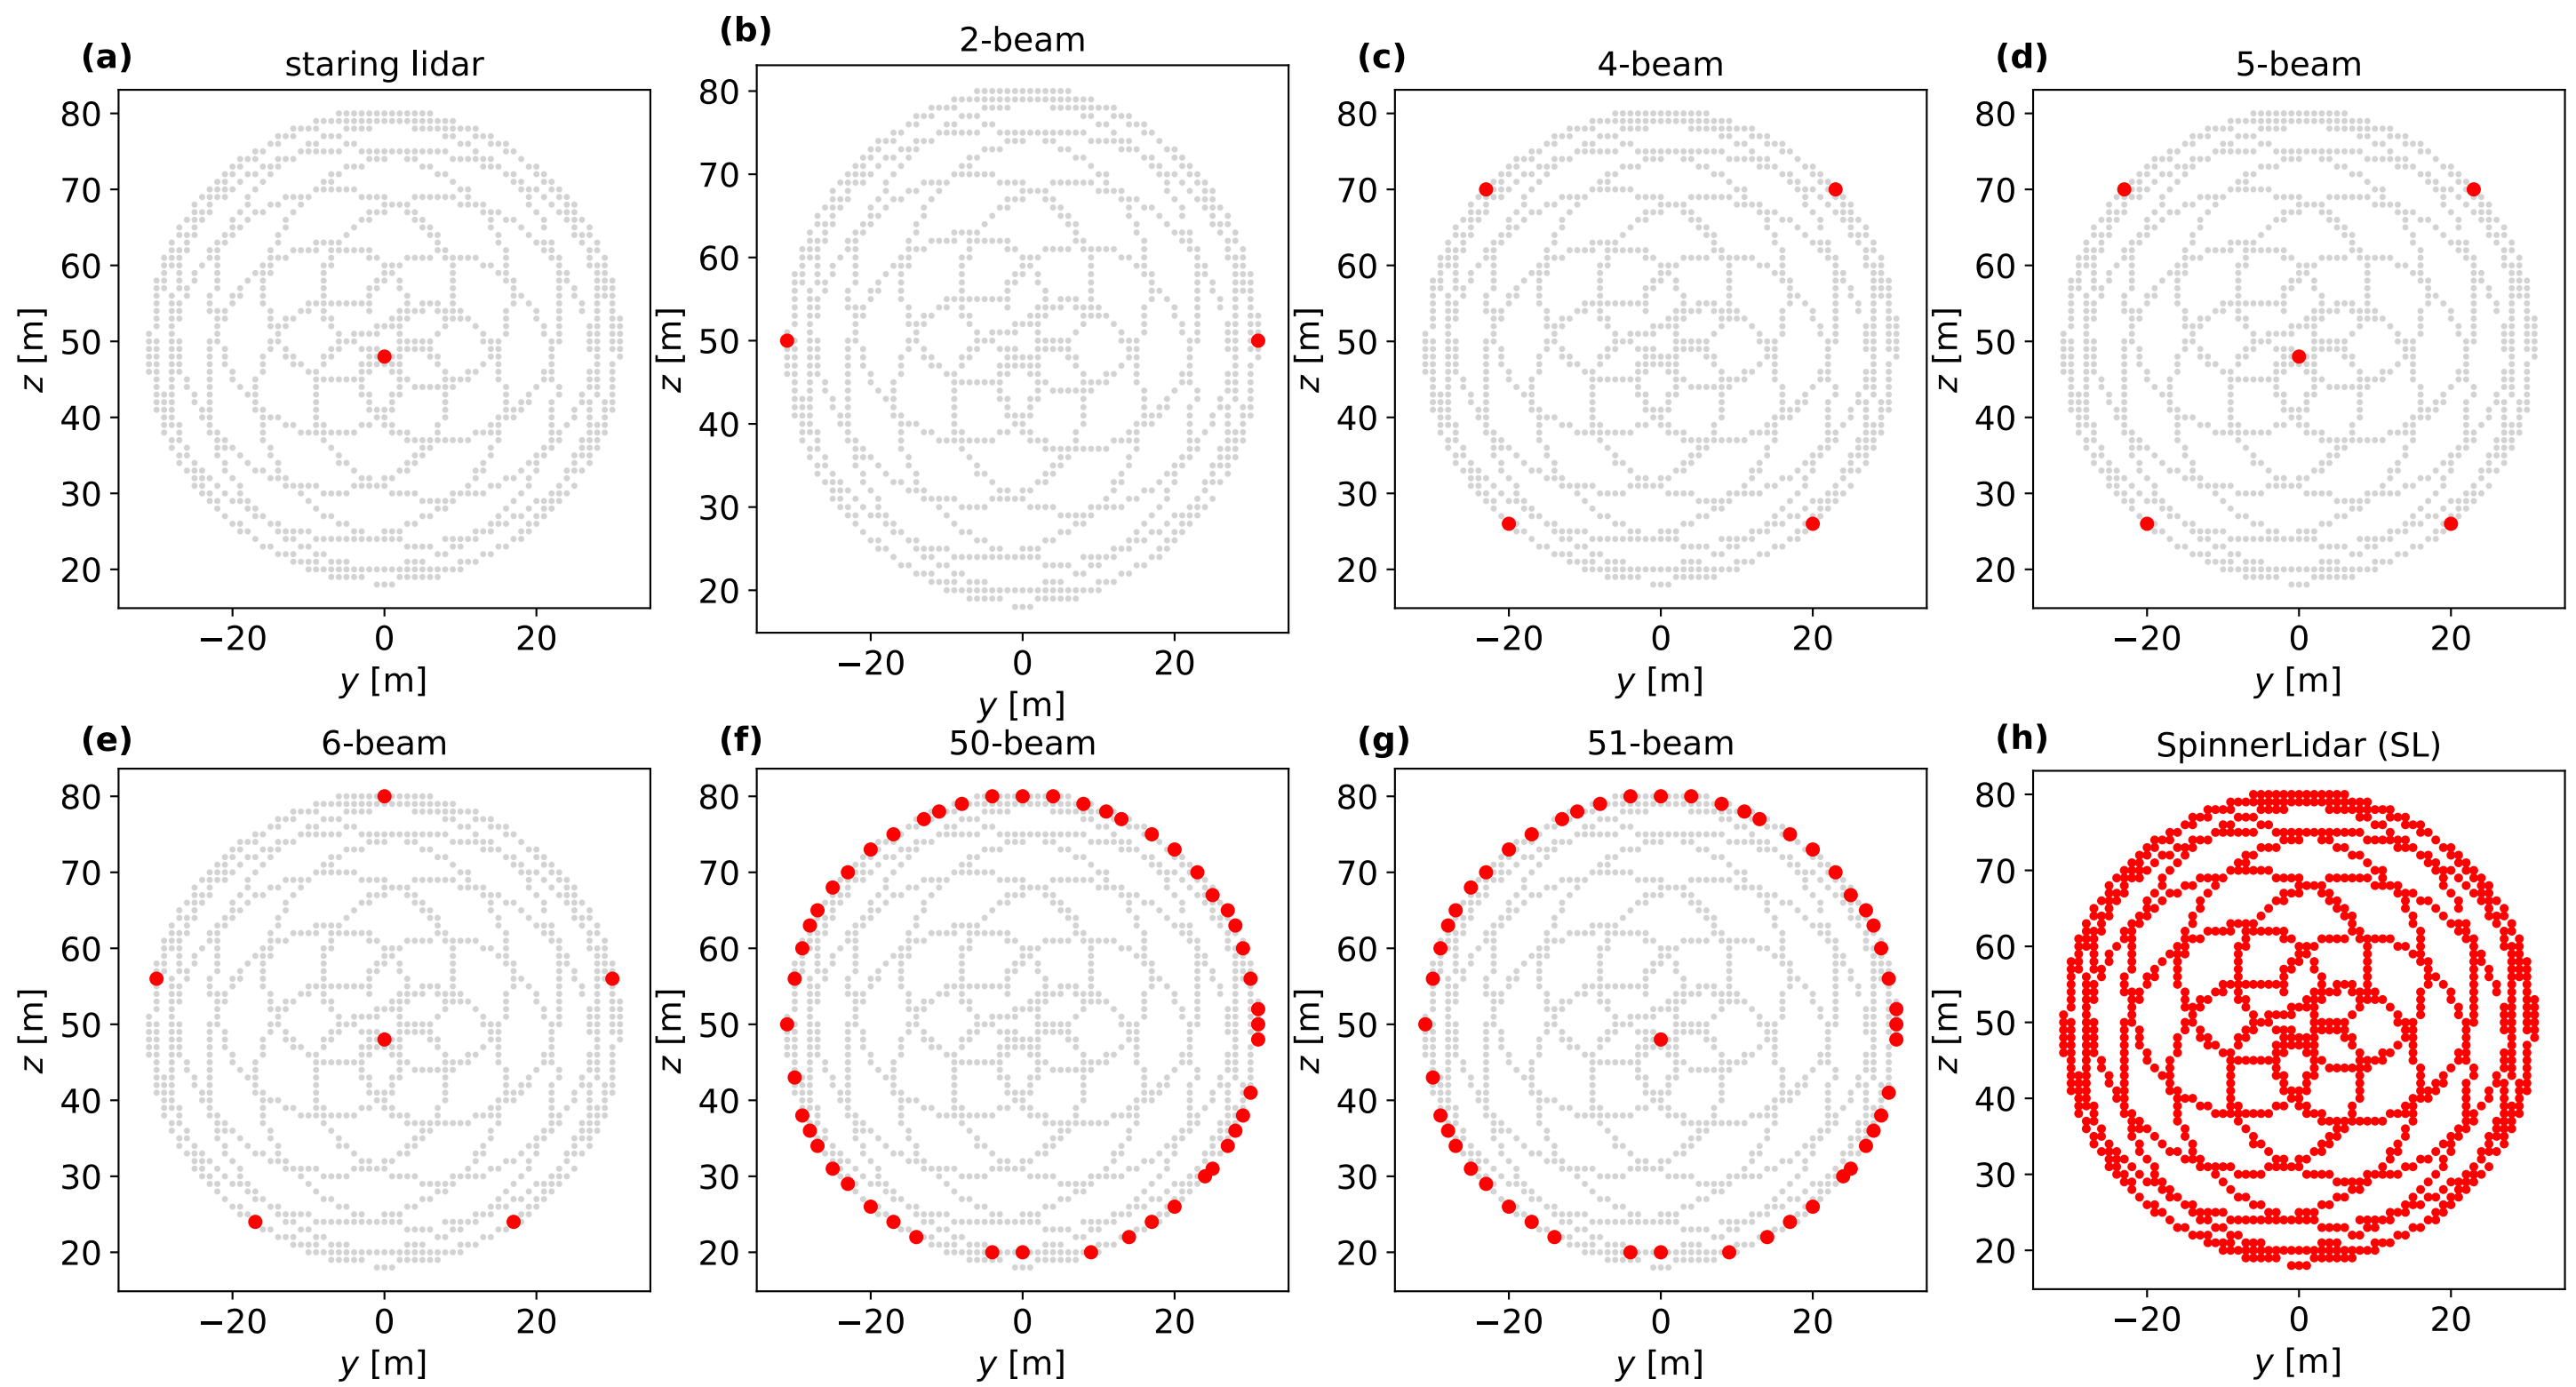 (a)
staring lidar
80
70
60
50
40
30
20
z [m]
−20 0 20
y [m]
(b)
2-beam
80
70
60
50
40
30
20
z [m]
−20 0 20
y [m]
(c)
4-beam
80
70
60
50
40
30
20
z [m]
−20 0 20
y [m]
(d)
5-beam
80
70
60
50
40
30
20
z [m]
−20 0 20
y [m]
(e)
6-beam
80
70
60
50
40
30
20
z [m]
−20 0 20
y [m]
(f)
50-beam
80
70
60
50
40
30
20
z [m]
−20 0 20
y [m]
(g)
51-beam
80
70
60
50
40
30
20
z [m]
−20 0 20
y [m]
(h)
SpinnerLidar (SL)
80
70
60
50
40
30
20
z [m]
−20 0 20
y [m]